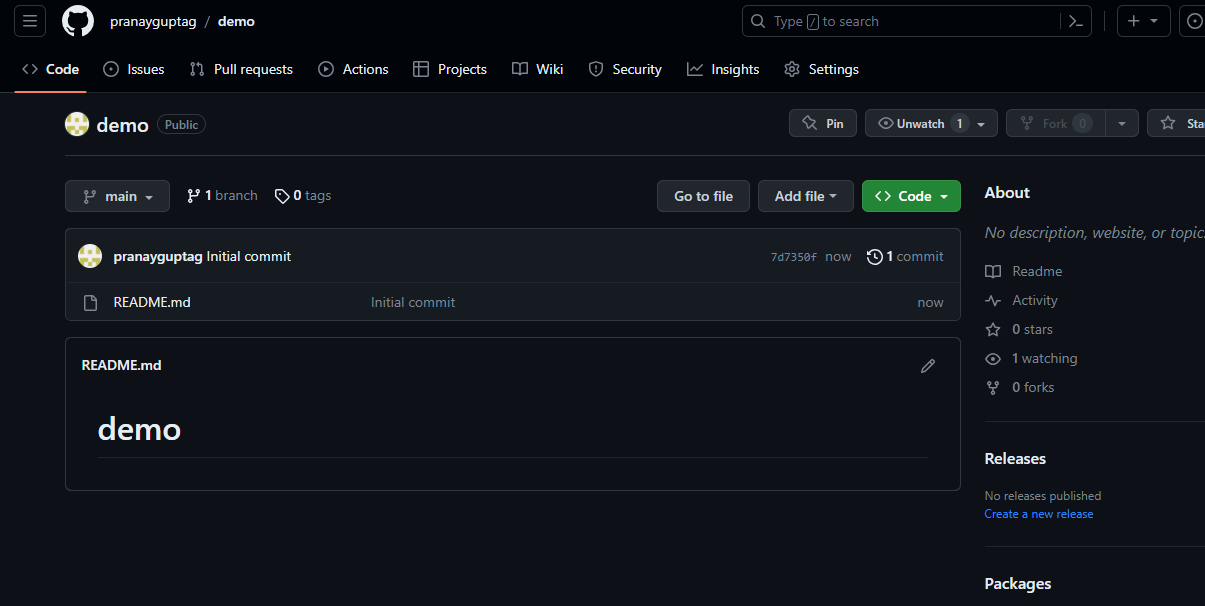 pranayguptag / demo
Type / to search
Code Issues Pull requests Actions Projects Wiki Security Insights Settings
demo Public
Pin Unwatch 1 Fork 0
main 1 branch 0 tags
Go to file Add file Code
pranayguptag Initial commit 7d7350f now 1 commit
README.md Initial commit now
README.md
demo
About
No description, website, or topic
Readme
Activity
0 stars
1 watching
0 forks
Releases
No releases published
Create a new release
Packages